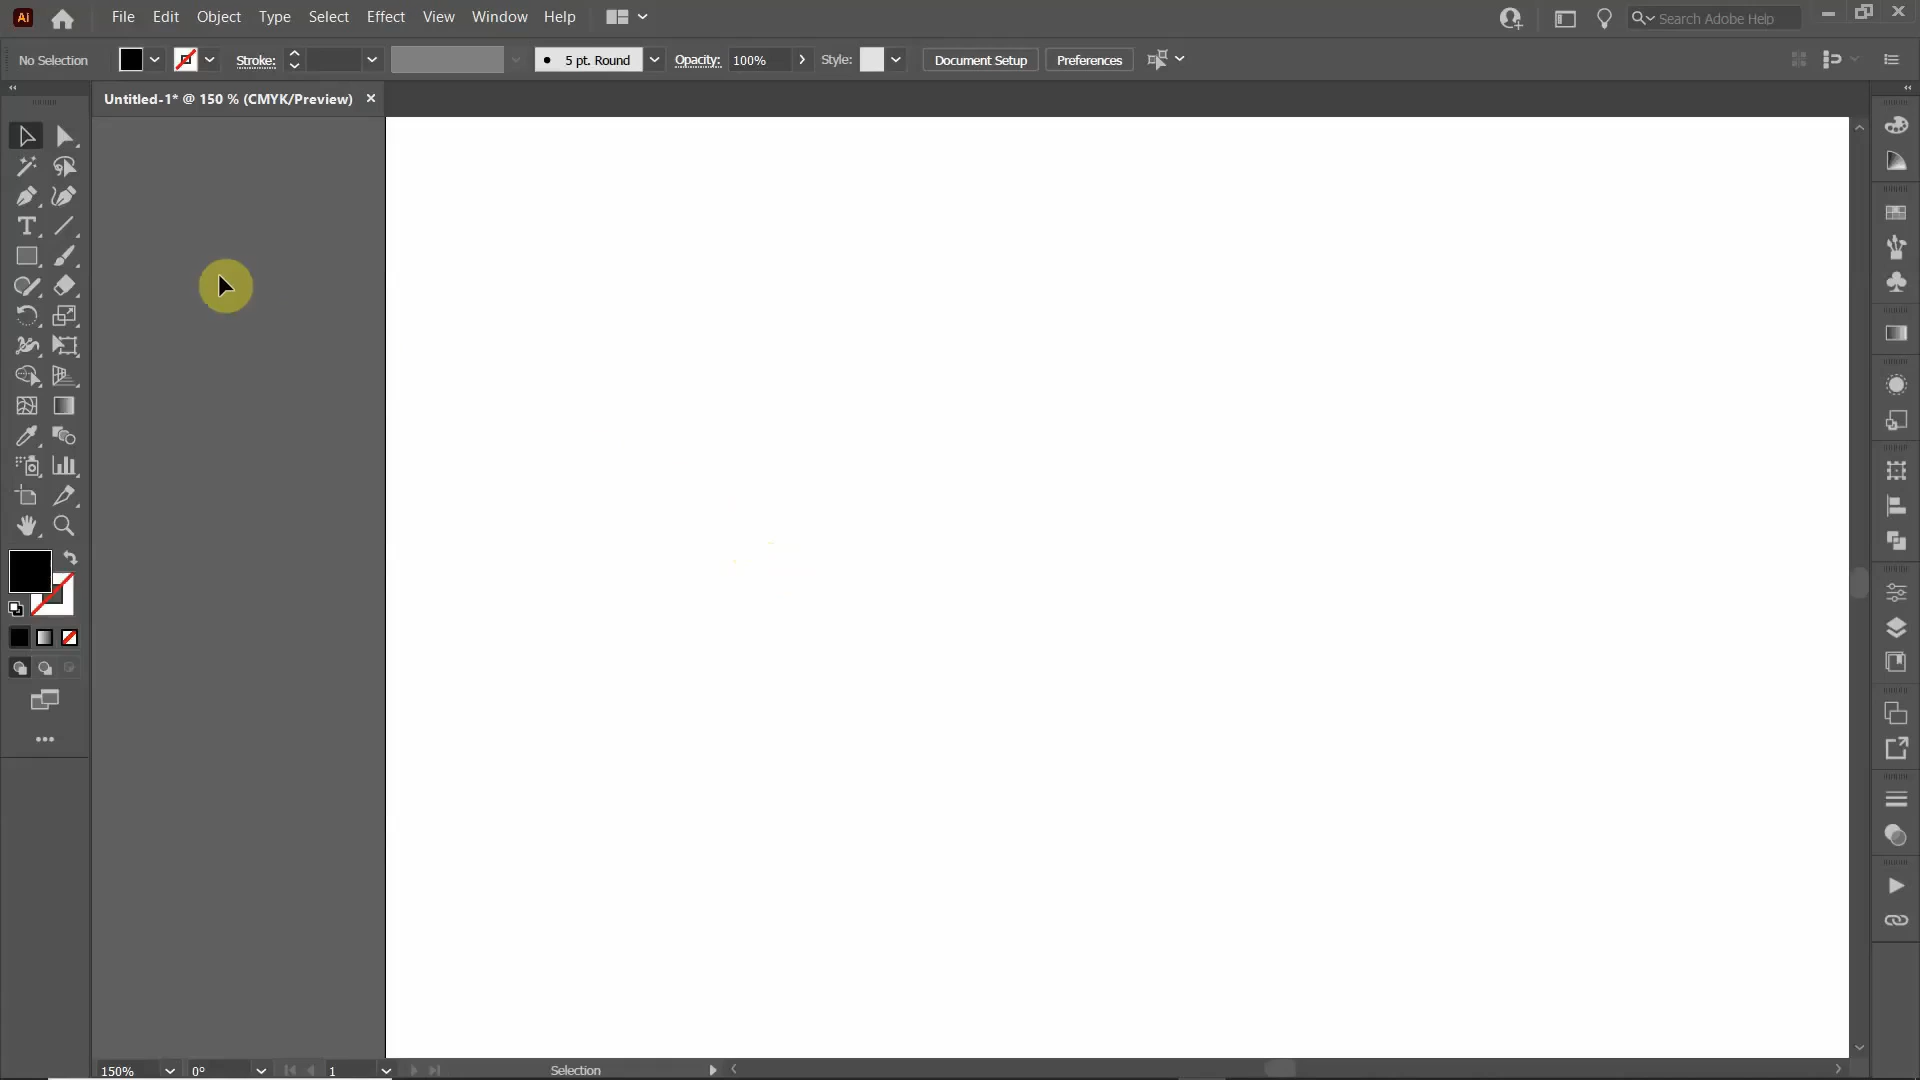 Ai File Edit Object Type Select Effect View Window Help Search Adobe Help
No Selection Stroke: 5 pt. Round Opacity: 100% Style: Document Setup Preferences
Untitled-1* @ 150 % (CMYK/Preview)
T
150% 0° 1 Selection